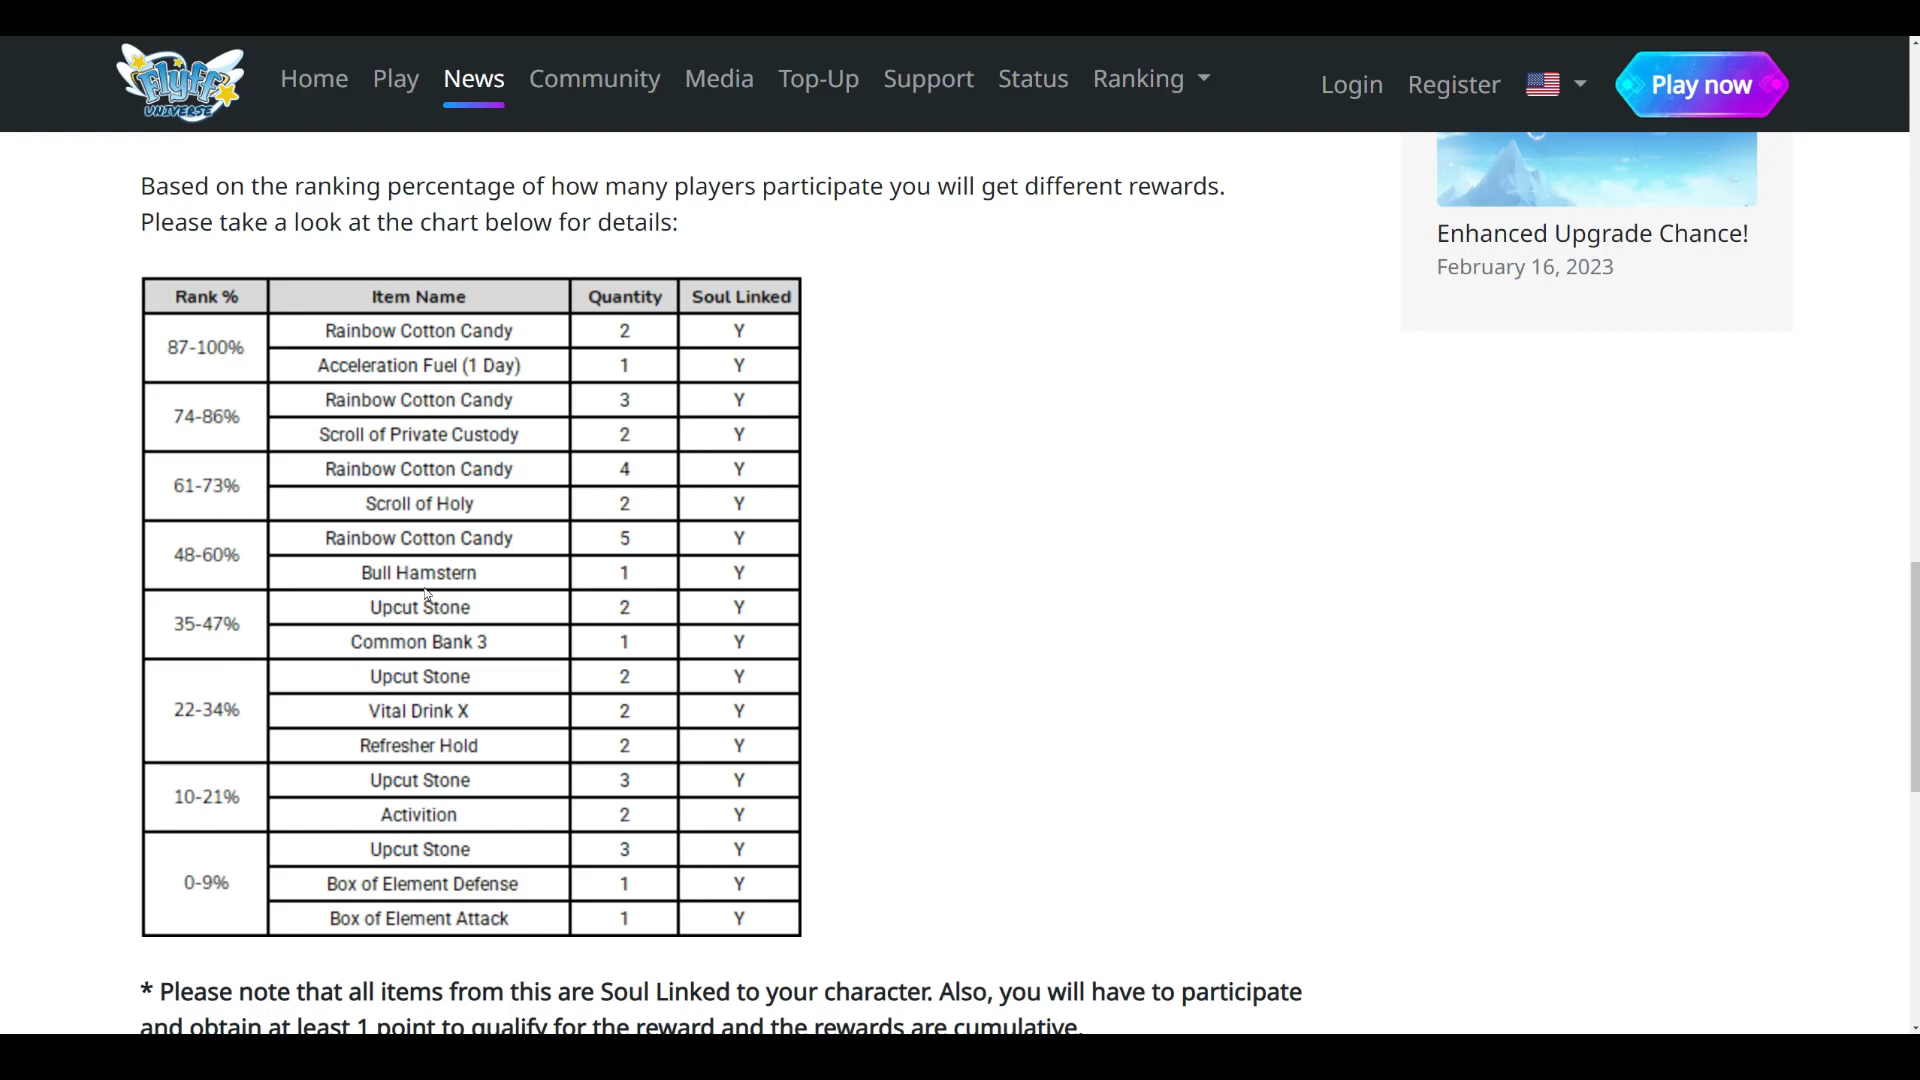 Flyff
UNIVERSE
Home Play News Community Media Top-Up Support Status Ranking Login Register Play now
Based on the ranking percentage of how many players participate you will get different rewards.
Please take a look at the chart below for details:
Enhanced Upgrade Chance!
February 16, 2023
Rank % Item Name Quantity Soul Linked
87-100% Rainbow Cotton Candy 2 Y
Acceleration Fuel (1 Day) 1 Y
74-86% Rainbow Cotton Candy 3 Y
Scroll of Private Custody 2 Y
61-73% Rainbow Cotton Candy 4 Y
Scroll of Holy 2 Y
48-60% Rainbow Cotton Candy 5 Y
Bull Hamstern 1 Y
35-47% Upcut Stone 2 Y
Common Bank 3 1 Y
22-34% Upcut Stone 2 Y
Vital Drink X 2 Y
Refresher Hold 2 Y
10-21% Upcut Stone 3 Y
Activition 2 Y
0-9% Upcut Stone 3 Y
Box of Element Defense 1 Y
Box of Element Attack 1 Y
* Please note that all items from this are Soul Linked to your character. Also, you will have to participate
and obtain at least 1 point to qualify for the reward and the rewards are cumulative.